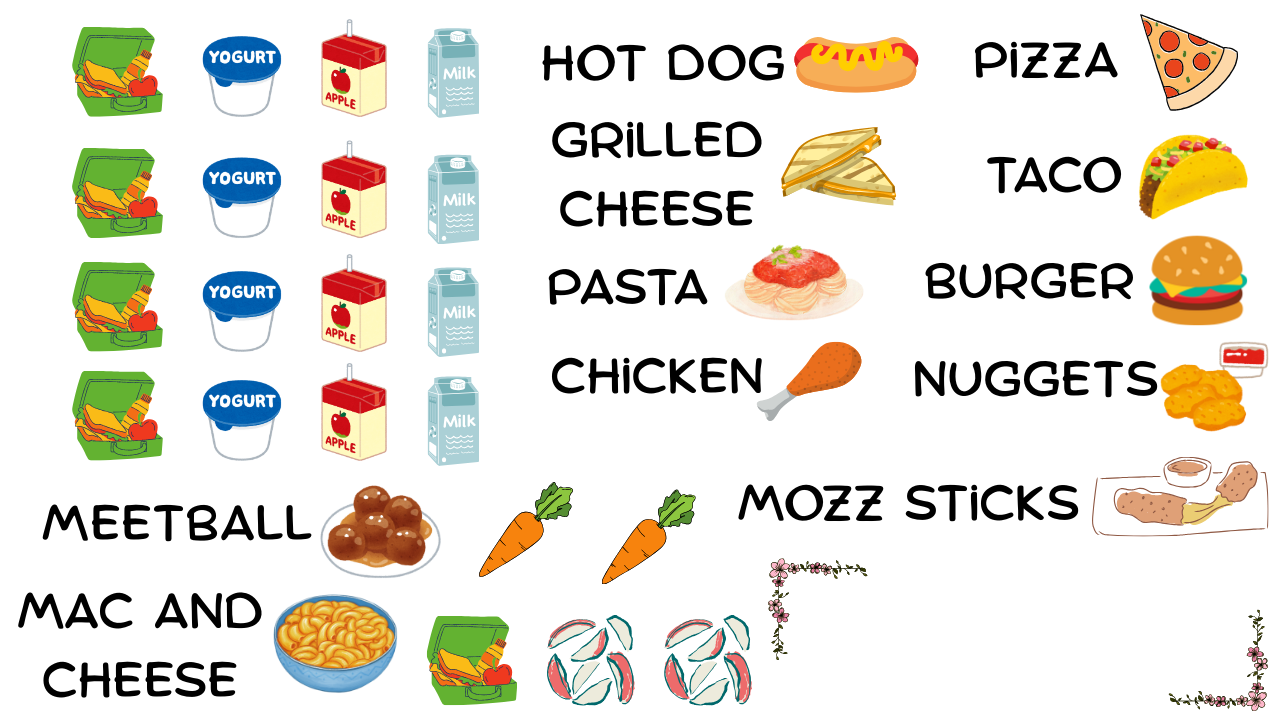 YOGURT
APPLE
Milk
YOGURT
APPLE
Milk
YOGURT
APPLE
Milk
YOGURT
APPLE
Milk
HOT DOG
PiZZA
GRiLLED
CHEESE
TACO
PASTA
BURGER
CHiCKEN
NUGGETS
MEETBALL
MOZZ STiCKS
MAC AND
CHEESE